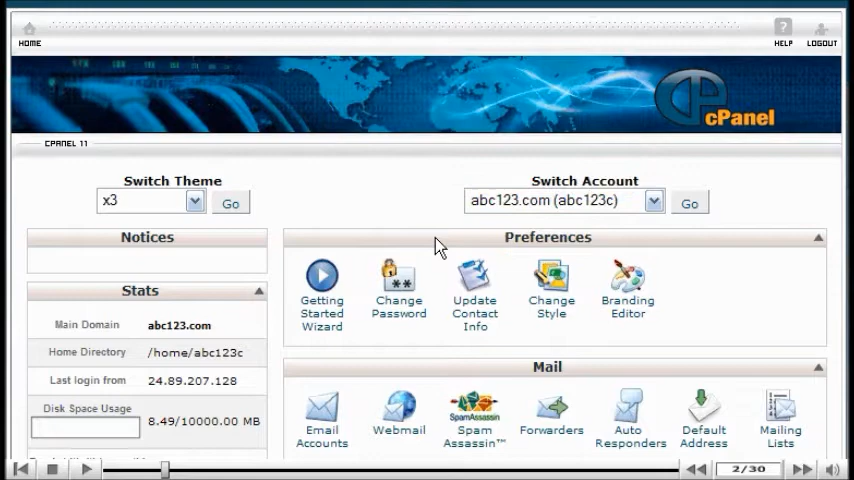 HOME
HELP
LOGOUT
cPanel
CPANEL 11
Switch Theme
x3
Go
Switch Account
abc123.com (abc123c)
Go
Notices
Stats
Main Domain abc123.com
Home Directory /home/abc123c
Last login from 24.89.207.128
Disk Space Usage
8.49/10000.00 MB
Preferences
Getting Started Wizard
Change Password
Update Contact Info
Change Style
Branding Editor
Mail
Email Accounts
Webmail
SpamAssassin
Spam Assassin™
Forwarders
Auto Responders
Default Address
Mailing Lists
2/30